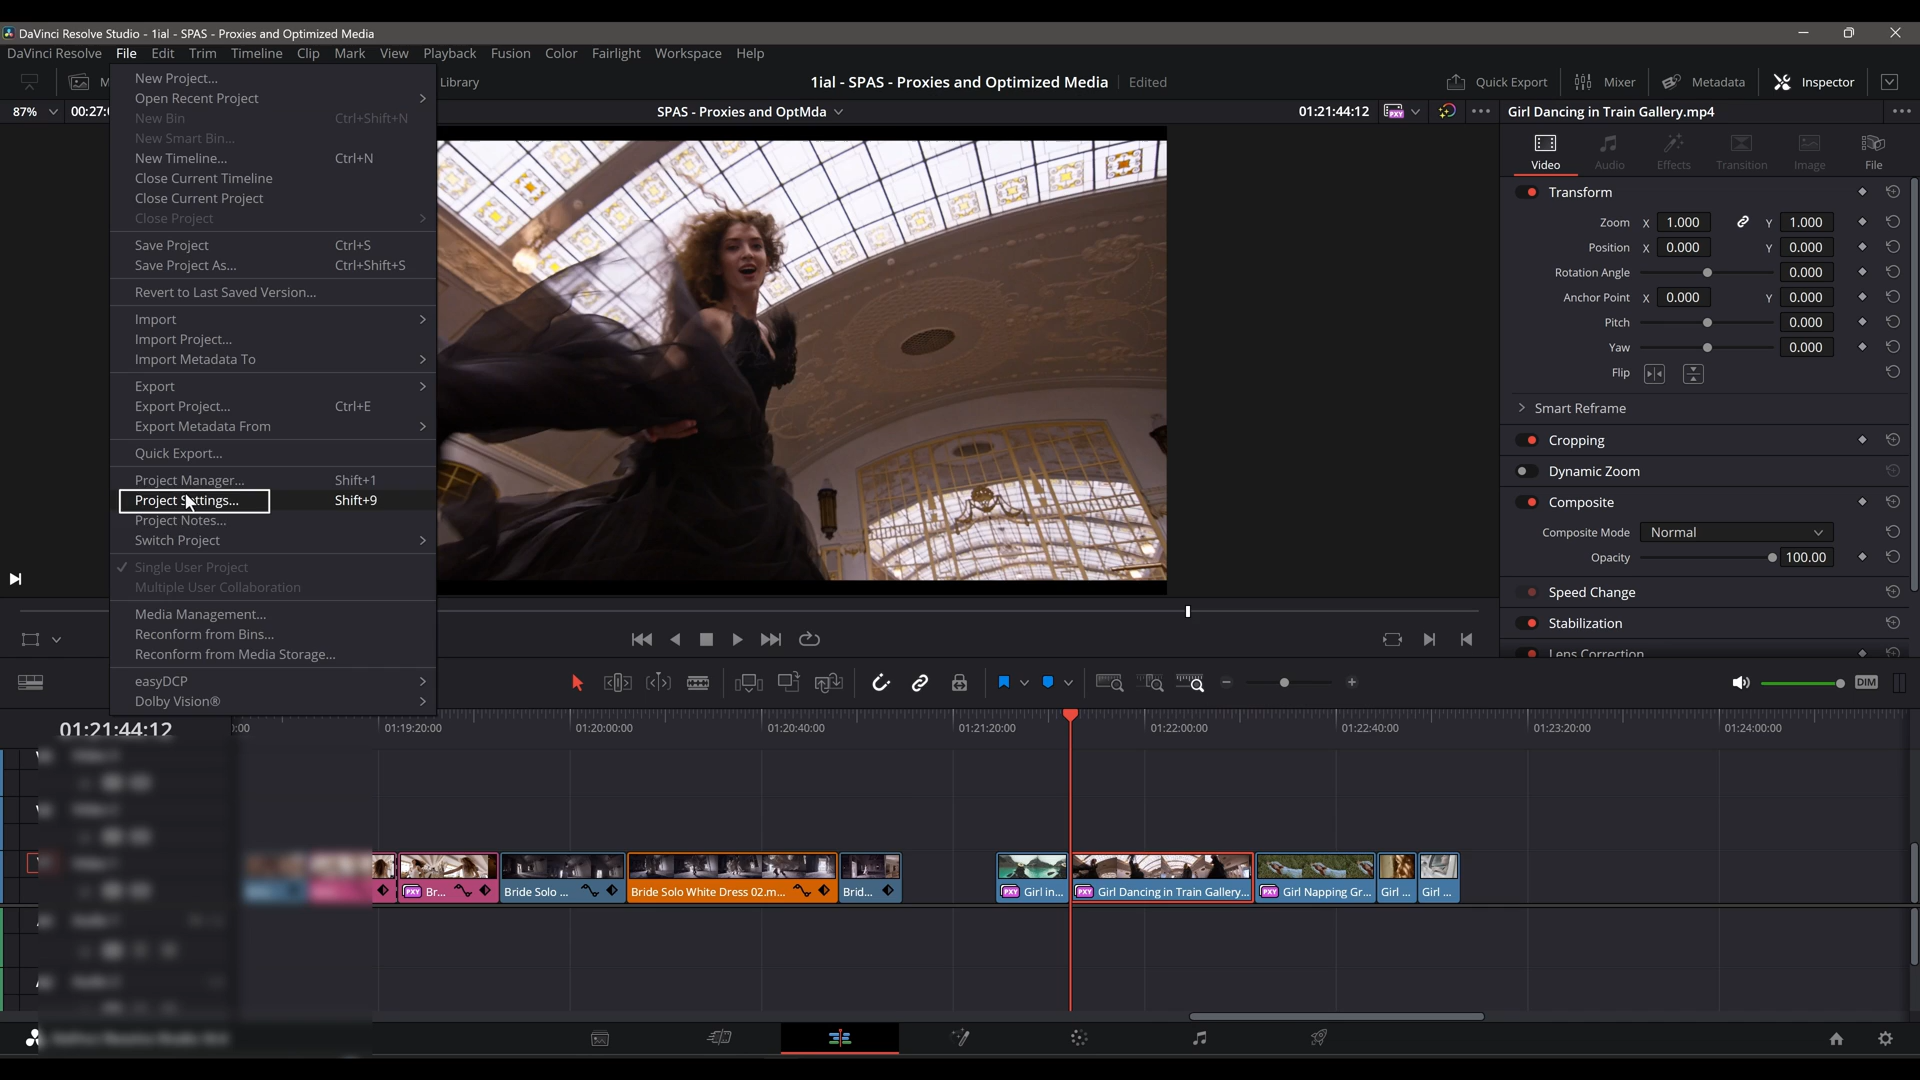 DaVinci Resolve Studio - 1ial - SPAS - Proxies and Optimized Media
DaVinci Resolve File Edit Trim Timeline Clip Mark View Playback Fusion Color Fairlight Workspace Help
Library 1ial - SPAS - Proxies and Optimized Media Edited Quick Export Mixer Metadata Inspector
87% SPAS - Proxies and OptMda 01:21:44:12 PXY Girl Dancing in Train Gallery.mp4
New Project...
Open Recent Project
New Bin Ctrl+Shift+N
New Smart Bin...
New Timeline... Ctrl+N
Close Current Timeline
Close Current Project
Close Project
Save Project Ctrl+S
Save Project As... Ctrl+Shift+S
Revert to Last Saved Version...
Import
Import Project...
Import Metadata To
Export
Export Project... Ctrl+E
Export Metadata From
Quick Export...
Project Manager... Shift+1
Project Settings... Shift+9
Project Notes...
Switch Project
Single User Project
Multiple User Collaboration
Media Management...
Reconform from Bins...
Reconform from Media Storage...
easyDCP
Dolby Vision®
Video Audio Effects Transition Image File
Transform
Zoom X 1.000 Y 1.000
Position X 0.000 Y 0.000
Rotation Angle 0.000
Anchor Point X 0.000 Y 0.000
Pitch 0.000
Yaw 0.000
Flip
Smart Reframe
Cropping
Dynamic Zoom
Composite
Composite Mode Normal
Opacity 100.00
Speed Change
Stabilization
Lens Correction
DIM
01:21:44:12
01:19:20:00 01:20:00:00 01:20:40:00 01:21:20:00 01:22:00:00 01:22:40:00 01:23:20:00 01:24:00:00
PXY Br... Bride Solo ... Bride Solo White Dress 02.m... Brid... PXY Girl in... PXY Girl Dancing in Train Gallery... PXY Girl Napping Gr... Girl ... Girl ...